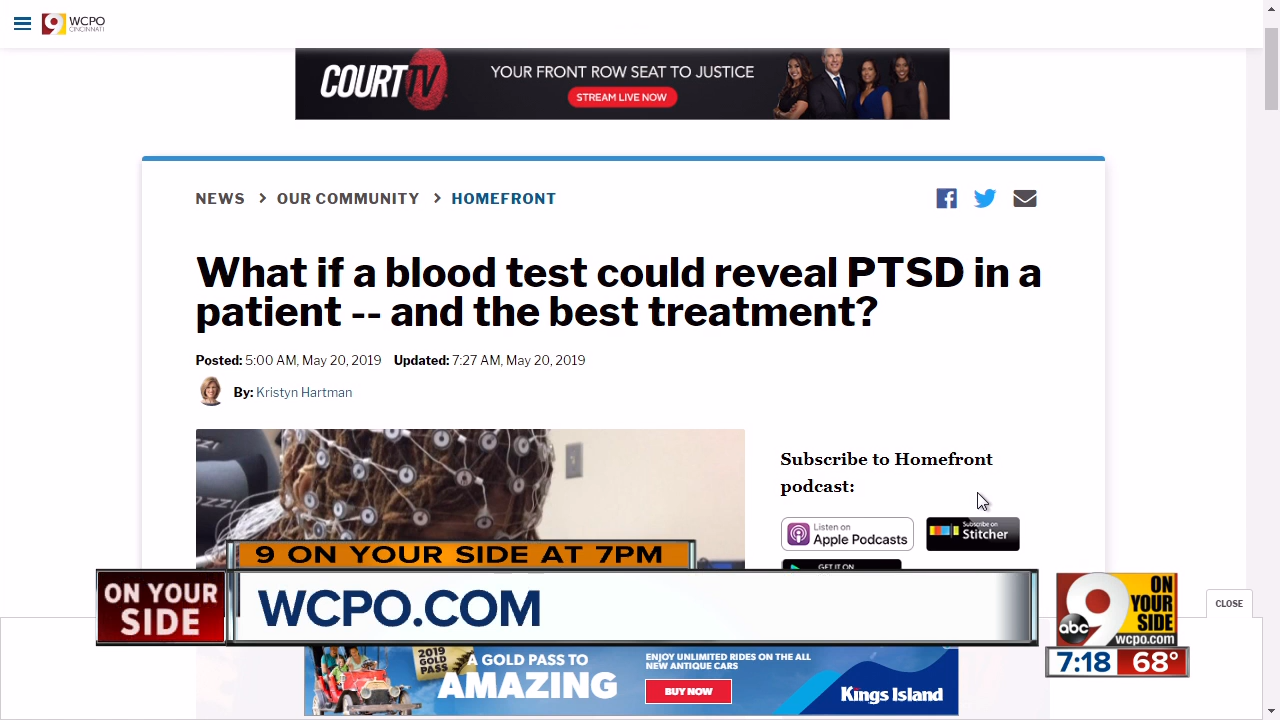 9 WCPO
CINCINNATI
COURT TV
YOUR FRONT ROW SEAT TO JUSTICE
STREAM LIVE NOW
NEWS > OUR COMMUNITY > HOMEFRONT
What if a blood test could reveal PTSD in a
patient -- and the best treatment?
Posted: 5:00 AM, May 20, 2019 Updated: 7:27 AM, May 20, 2019
By: Kristyn Hartman
Subscribe to Homefront
podcast:
Listen on
Apple Podcasts
Subscribe on
Stitcher
GET IT ON
9 ON YOUR SIDE AT 7PM
ON YOUR
SIDE
WCPO.COM
abc 9
ON
YOUR
SIDE
wcpo.com
7:18 68°
CLOSE
2019
GOLD
PASS
A GOLD PASS TO
AMAZING
ENJOY UNLIMITED RIDES ON THE ALL
NEW ANTIQUE CARS
BUY NOW
Kings Island